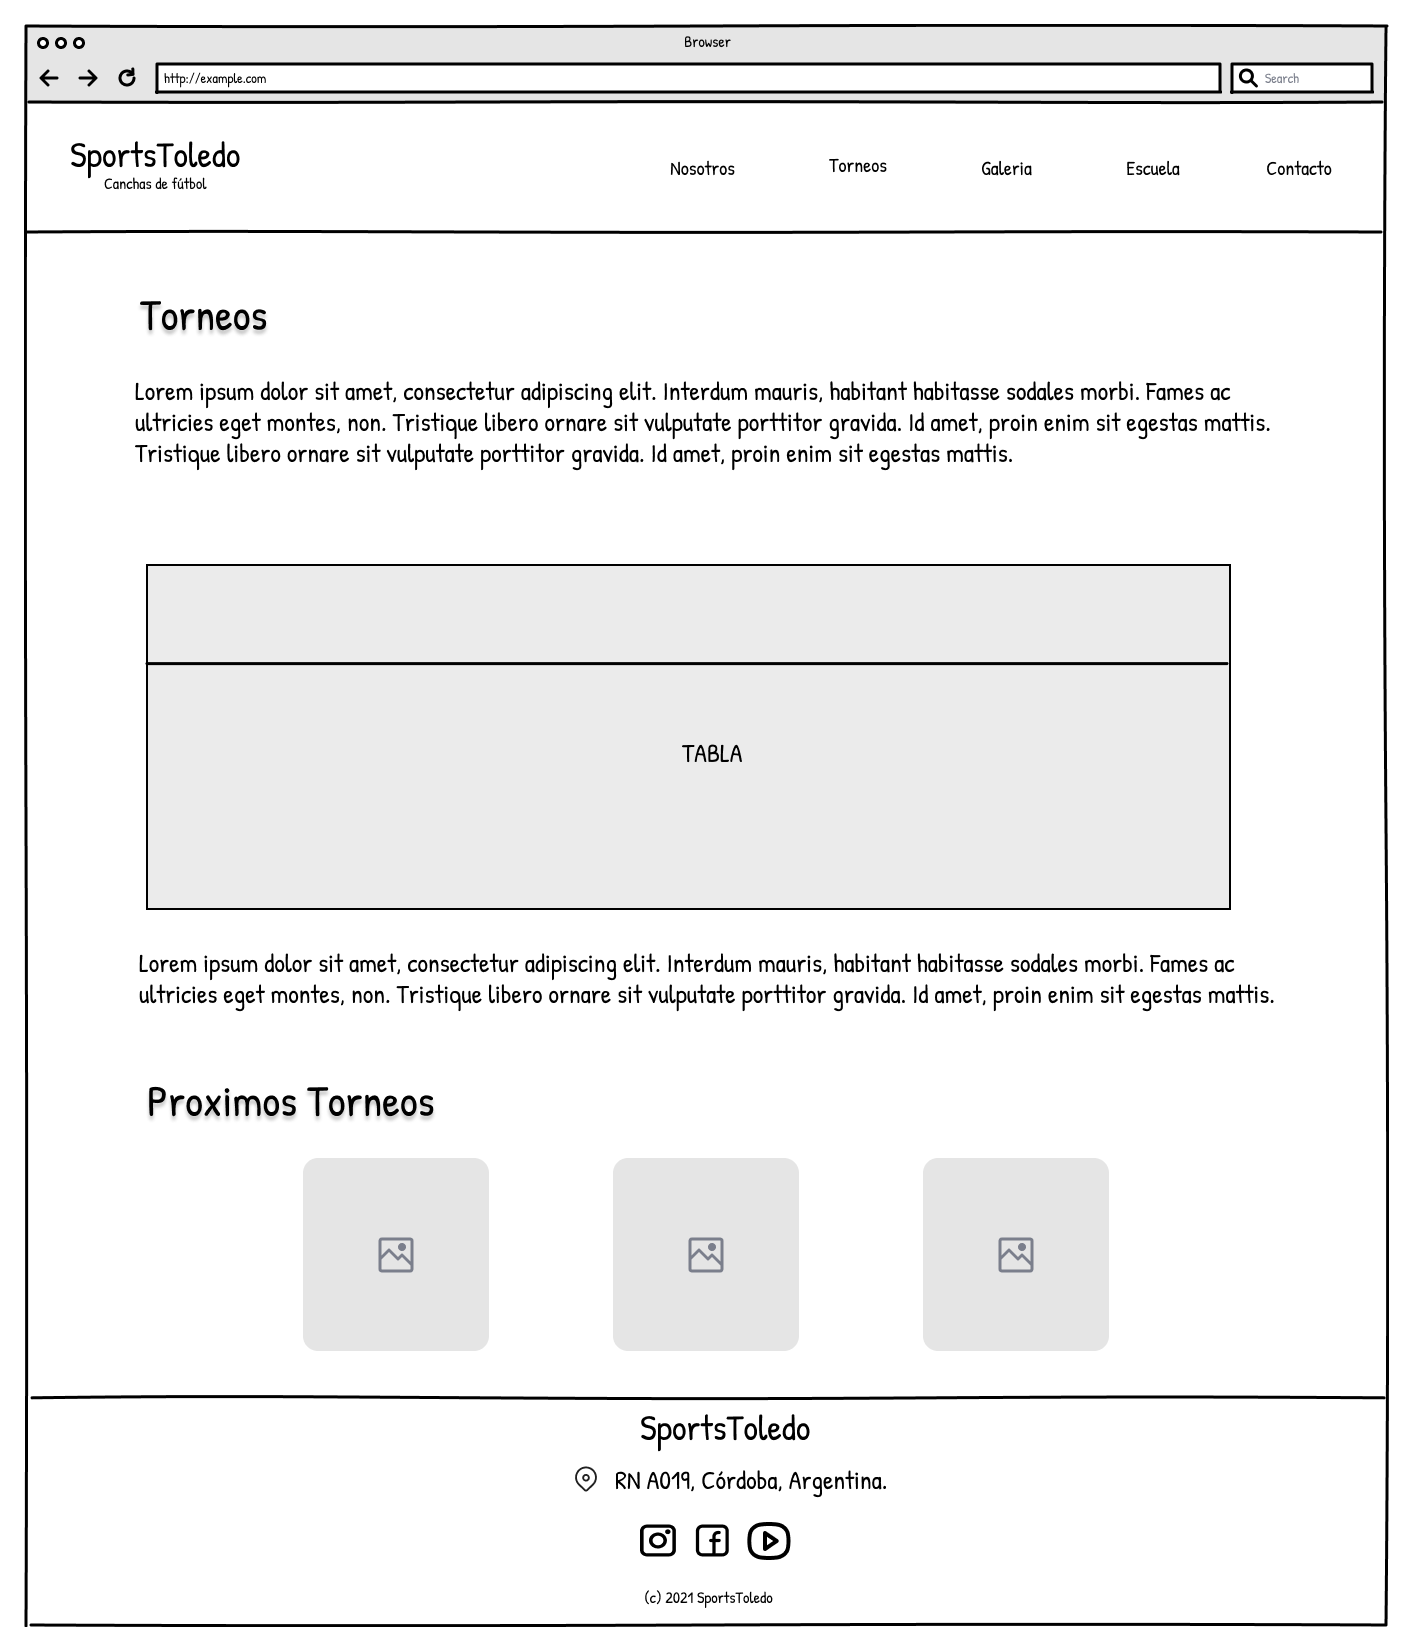 Browser
http://example.com
Search
SportsToledo
Canchas de fútbol
Nosotros
Torneos
Galeria
Escuela
Contacto
Torneos
Lorem ipsum dolor sit amet, consectetur adipiscing elit. Interdum mauris, habitant habitasse sodales morbi. Fames ac
ultricies eget montes, non. Tristique libero ornare sit vulputate porttitor gravida. Id amet, proin enim sit egestas mattis.
Tristique libero ornare sit vulputate porttitor gravida. Id amet, proin enim sit egestas mattis.
TABLA
Lorem ipsum dolor sit amet, consectetur adipiscing elit. Interdum mauris, habitant habitasse sodales morbi. Fames ac
ultricies eget montes, non. Tristique libero ornare sit vulputate porttitor gravida. Id amet, proin enim sit egestas mattis.
Proximos Torneos
SportsToledo
RN A019, Córdoba, Argentina.
(c) 2021 SportsToledo